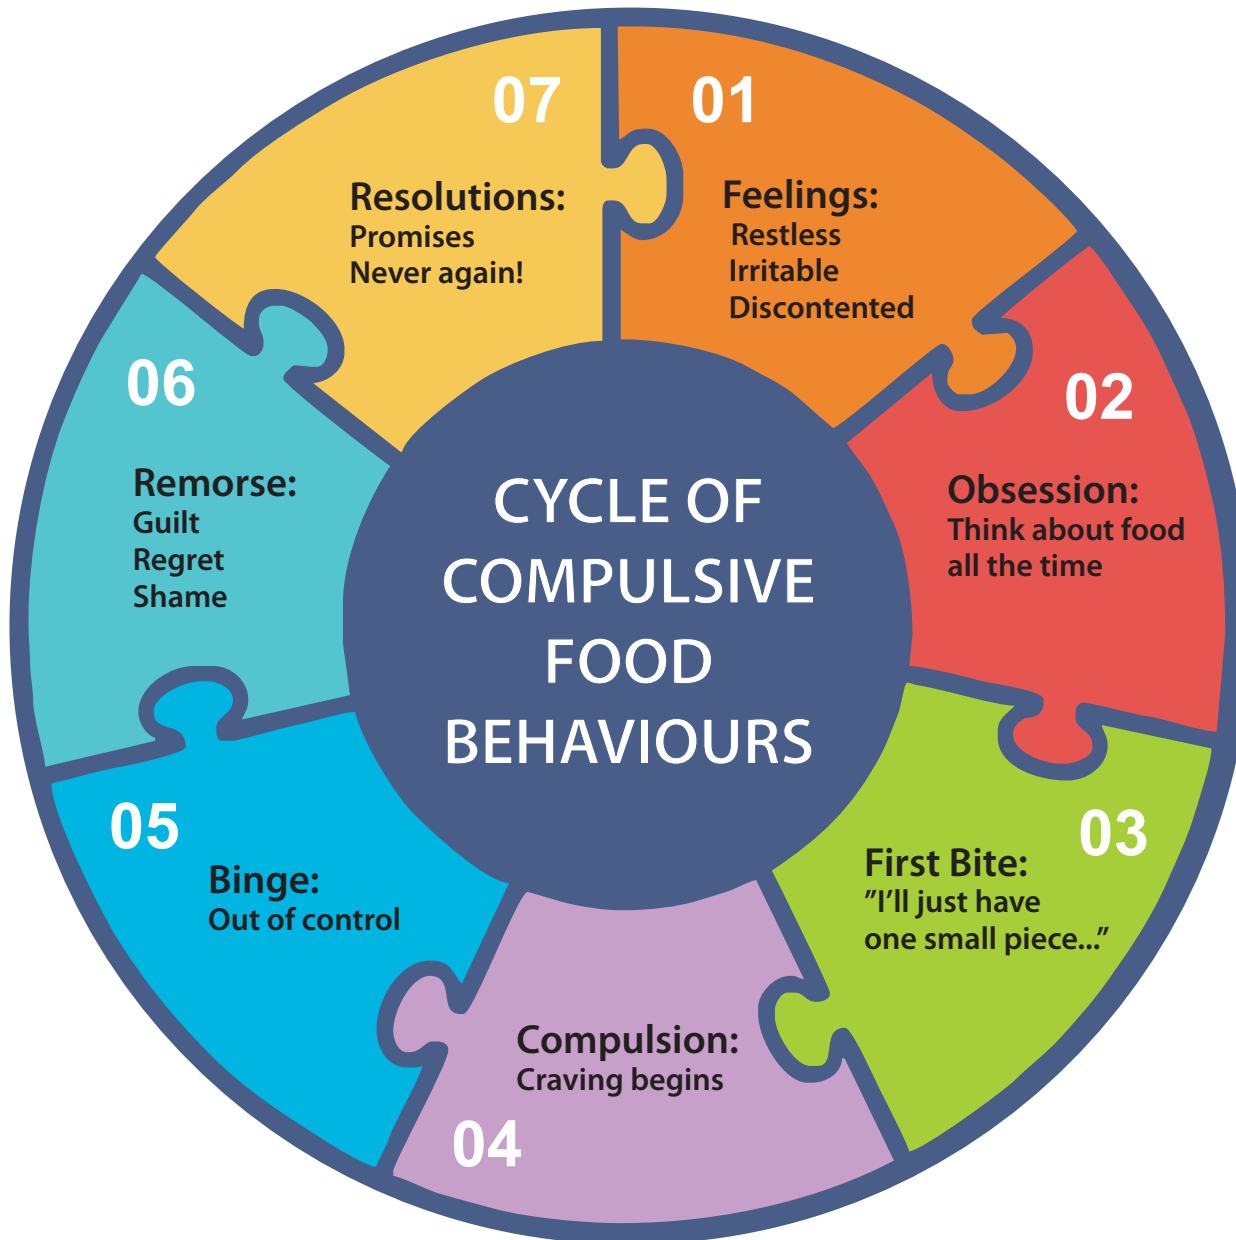 CYCLE OF
COMPULSIVE
FOOD
BEHAVIOURS
01
Feelings:
Restless
Irritable
Discontented
02
Obsession:
Think about food
all the time
03
First Bite:
”I’ll just have
one small piece...”
04
Compulsion:
Craving begins
05
Binge:
Out of control
06
Remorse:
Guilt
Regret
Shame
07
Resolutions:
Promises
Never again!